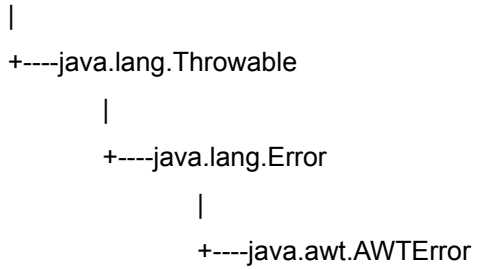 |
+----java.lang.Throwable
|
+----java.lang.Error
|
+----java.awt.AWTError